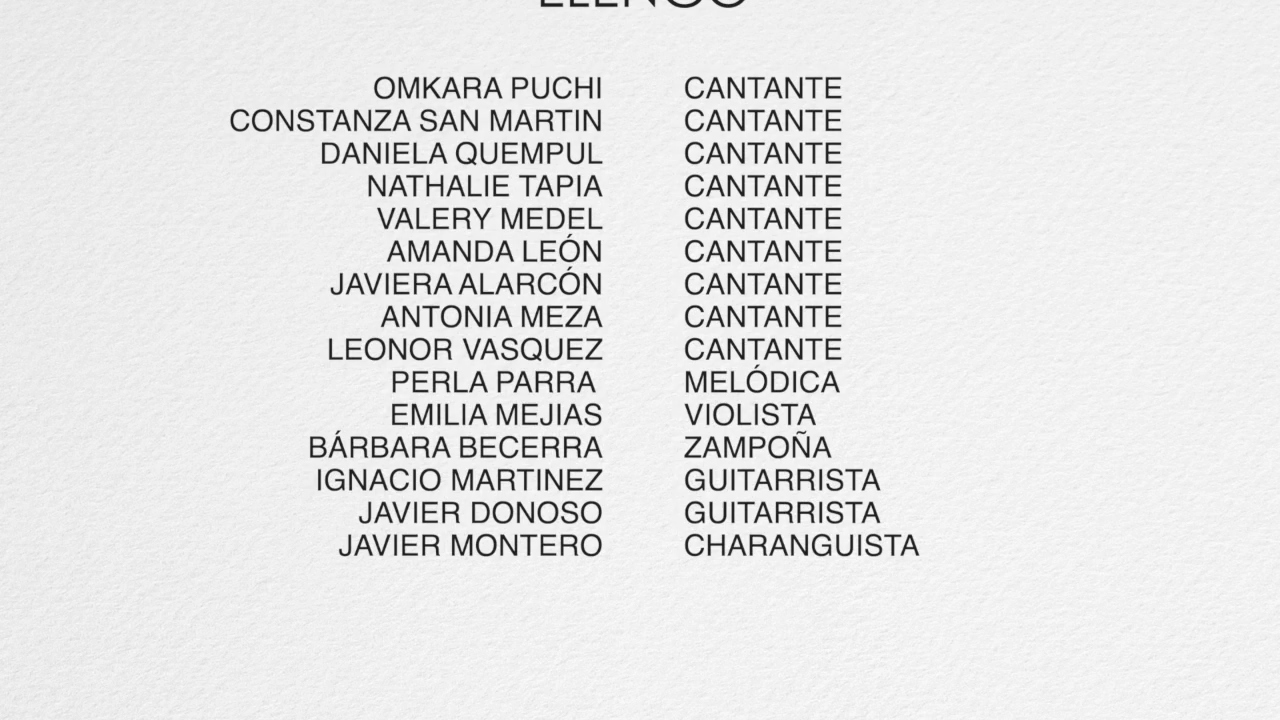 ELENCO
OMKARA PUCHI CANTANTE
CONSTANZA SAN MARTIN CANTANTE
DANIELA QUEMPUL CANTANTE
NATHALIE TAPIA CANTANTE
VALERY MEDEL CANTANTE
AMANDA LEÓN CANTANTE
JAVIERA ALARCÓN CANTANTE
ANTONIA MEZA CANTANTE
LEONOR VASQUEZ CANTANTE
PERLA PARRA MELÓDICA
EMILIA MEJIAS VIOLISTA
BÁRBARA BECERRA ZAMPOÑA
IGNACIO MARTINEZ GUITARRISTA
JAVIER DONOSO GUITARRISTA
JAVIER MONTERO CHARANGUISTA